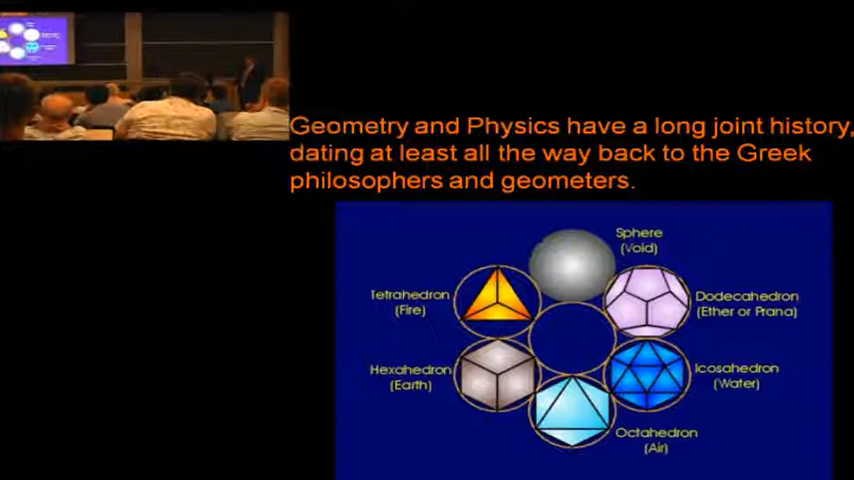 Geometry and Physics have a long joint history,
dating at least all the way back to the Greek
philosophers and geometers.
Sphere
(Void)
Tetrahedron
(Fire)
Dodecahedron
(Ether or Prana)
Hexahedron
(Earth)
Icosahedron
(Water)
Octahedron
(Air)